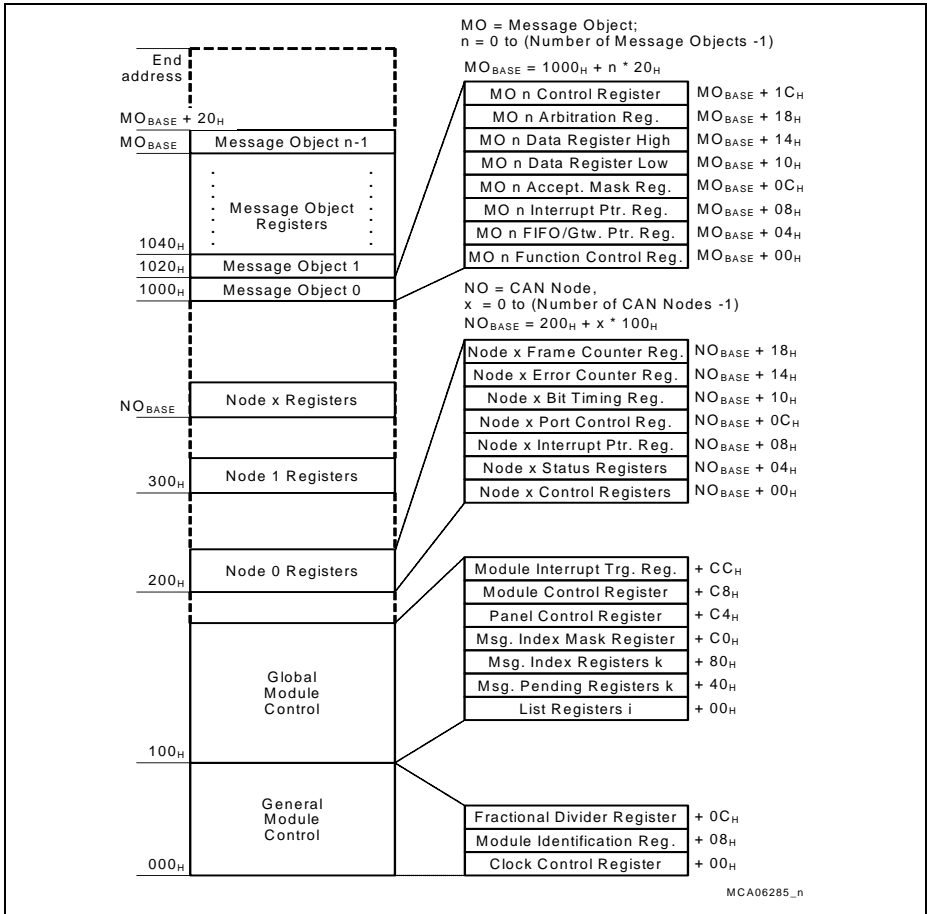 MO = Message Object;
n = 0 to (Number of Message Objects -1)
MO_BASE = 1000_H + n * 20_H
End
address
MO_BASE + 20_H
MO_BASE
Message Object n-1
Message Object
Registers
1040_H
1020_H
Message Object 1
1000_H
Message Object 0
MO n Control Register MO_BASE + 1C_H
MO n Arbitration Reg. MO_BASE + 18_H
MO n Data Register High MO_BASE + 14_H
MO n Data Register Low MO_BASE + 10_H
MO n Accept. Mask Reg. MO_BASE + 0C_H
MO n Interrupt Ptr. Reg. MO_BASE + 08_H
MO n FIFO/Gtw. Ptr. Reg. MO_BASE + 04_H
MO n Function Control Reg. MO_BASE + 00_H
NO = CAN Node,
x = 0 to (Number of CAN Nodes -1)
NO_BASE = 200_H + x * 100_H
NO_BASE
Node x Registers
300_H
Node 1 Registers
200_H
Node 0 Registers
Node x Frame Counter Reg. NO_BASE + 18_H
Node x Error Counter Reg. NO_BASE + 14_H
Node x Bit Timing Reg. NO_BASE + 10_H
Node x Port Control Reg. NO_BASE + 0C_H
Node x Interrupt Ptr. Reg. NO_BASE + 08_H
Node x Status Registers NO_BASE + 04_H
Node x Control Registers NO_BASE + 00_H
Global
Module
Control
100_H
Module Interrupt Trg. Reg. + CC_H
Module Control Register + C8_H
Panel Control Register + C4_H
Msg. Index Mask Register + C0_H
Msg. Index Registers k + 80_H
Msg. Pending Registers k + 40_H
List Registers i + 00_H
General
Module
Control
000_H
Fractional Divider Register + 0C_H
Module Identification Reg. + 08_H
Clock Control Register + 00_H
MCA06285_n